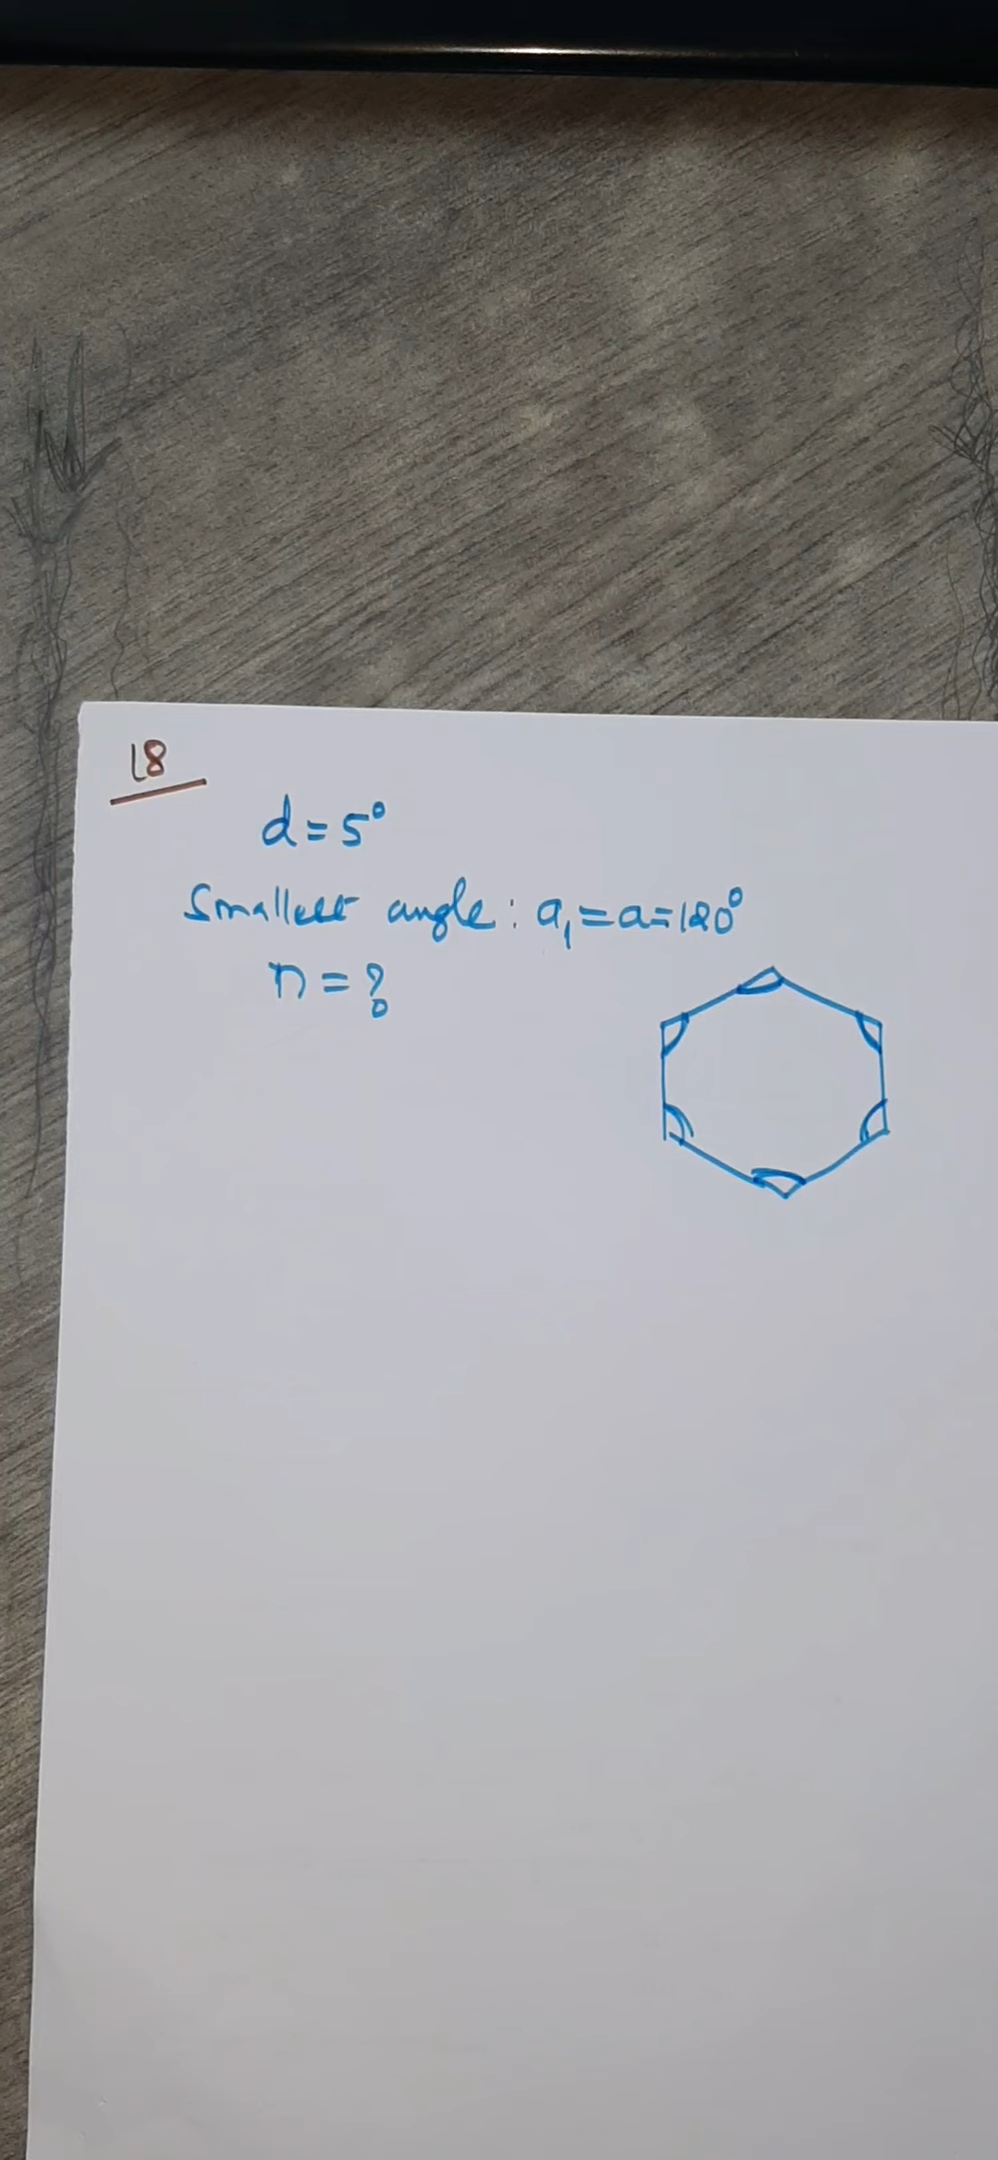 18
d = 5°
Smallest angle : a₁ = a = 120°
n = ?